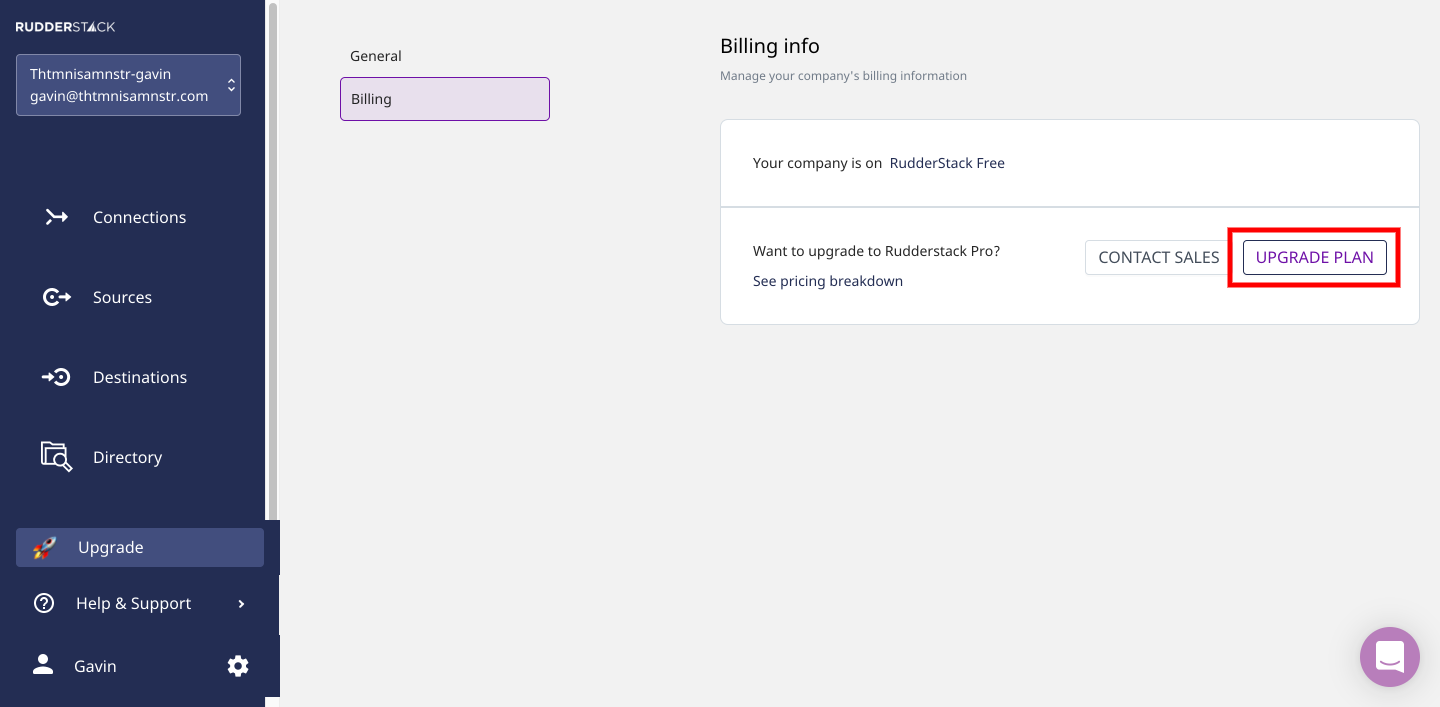 RUDDERSTACK
Thtmnisamnstr-gavin
gavin@thtmnisamnstr.com
Connections
Sources
Destinations
Directory
Upgrade
Help & Support
Gavin
General
Billing
Billing info
Manage your company's billing information
Your company is on RudderStack Free
Want to upgrade to Rudderstack Pro?
See pricing breakdown
CONTACT SALES
UPGRADE PLAN